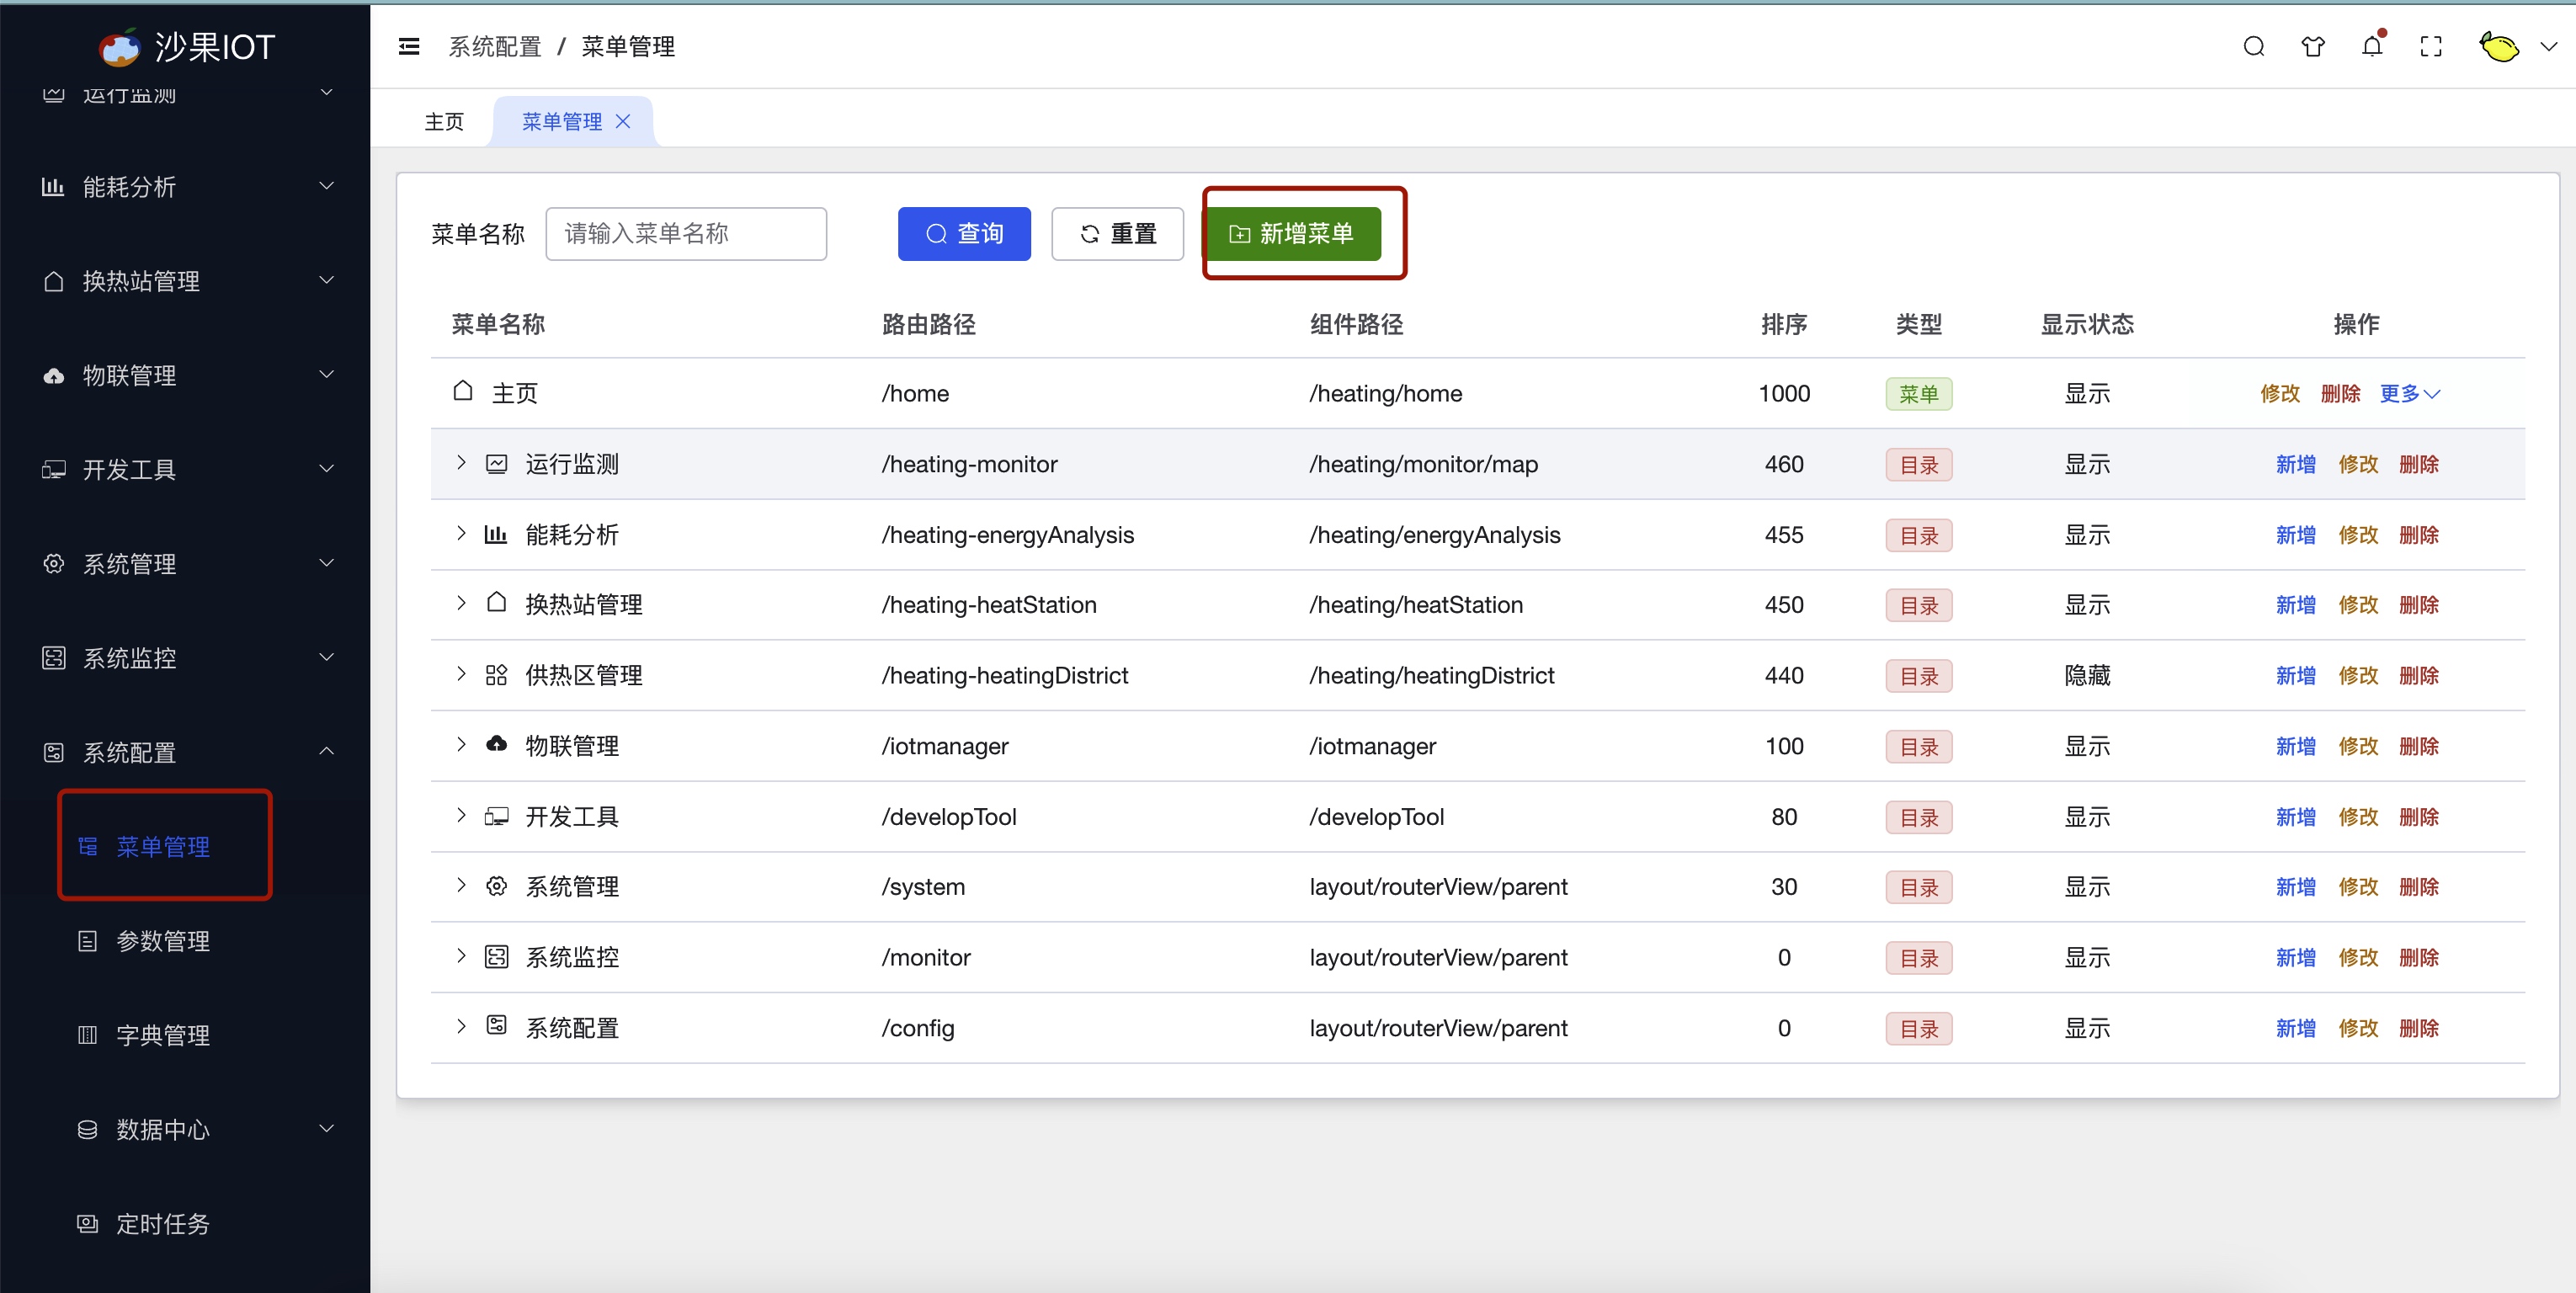 沙果IOT
系统配置 / 菜单管理
运行监测
能耗分析
换热站管理
物联管理
开发工具
系统管理
系统监控
系统配置
菜单管理
参数管理
字典管理
数据中心
定时任务
主页 菜单管理
菜单名称 请输入菜单名称 查询 重置 新增菜单
菜单名称 路由路径 组件路径 排序 类型 显示状态 操作
主页 /home /heating/home 1000 菜单 显示 修改 删除 更多
运行监测 /heating-monitor /heating/monitor/map 460 目录 显示 新增 修改 删除
能耗分析 /heating-energyAnalysis /heating/energyAnalysis 455 目录 显示 新增 修改 删除
换热站管理 /heating-heatStation /heating/heatStation 450 目录 显示 新增 修改 删除
供热区管理 /heating-heatingDistrict /heating/heatingDistrict 440 目录 隐藏 新增 修改 删除
物联管理 /iotmanager /iotmanager 100 目录 显示 新增 修改 删除
开发工具 /developTool /developTool 80 目录 显示 新增 修改 删除
系统管理 /system layout/routerView/parent 30 目录 显示 新增 修改 删除
系统监控 /monitor layout/routerView/parent 0 目录 显示 新增 修改 删除
系统配置 /config layout/routerView/parent 0 目录 显示 新增 修改 删除